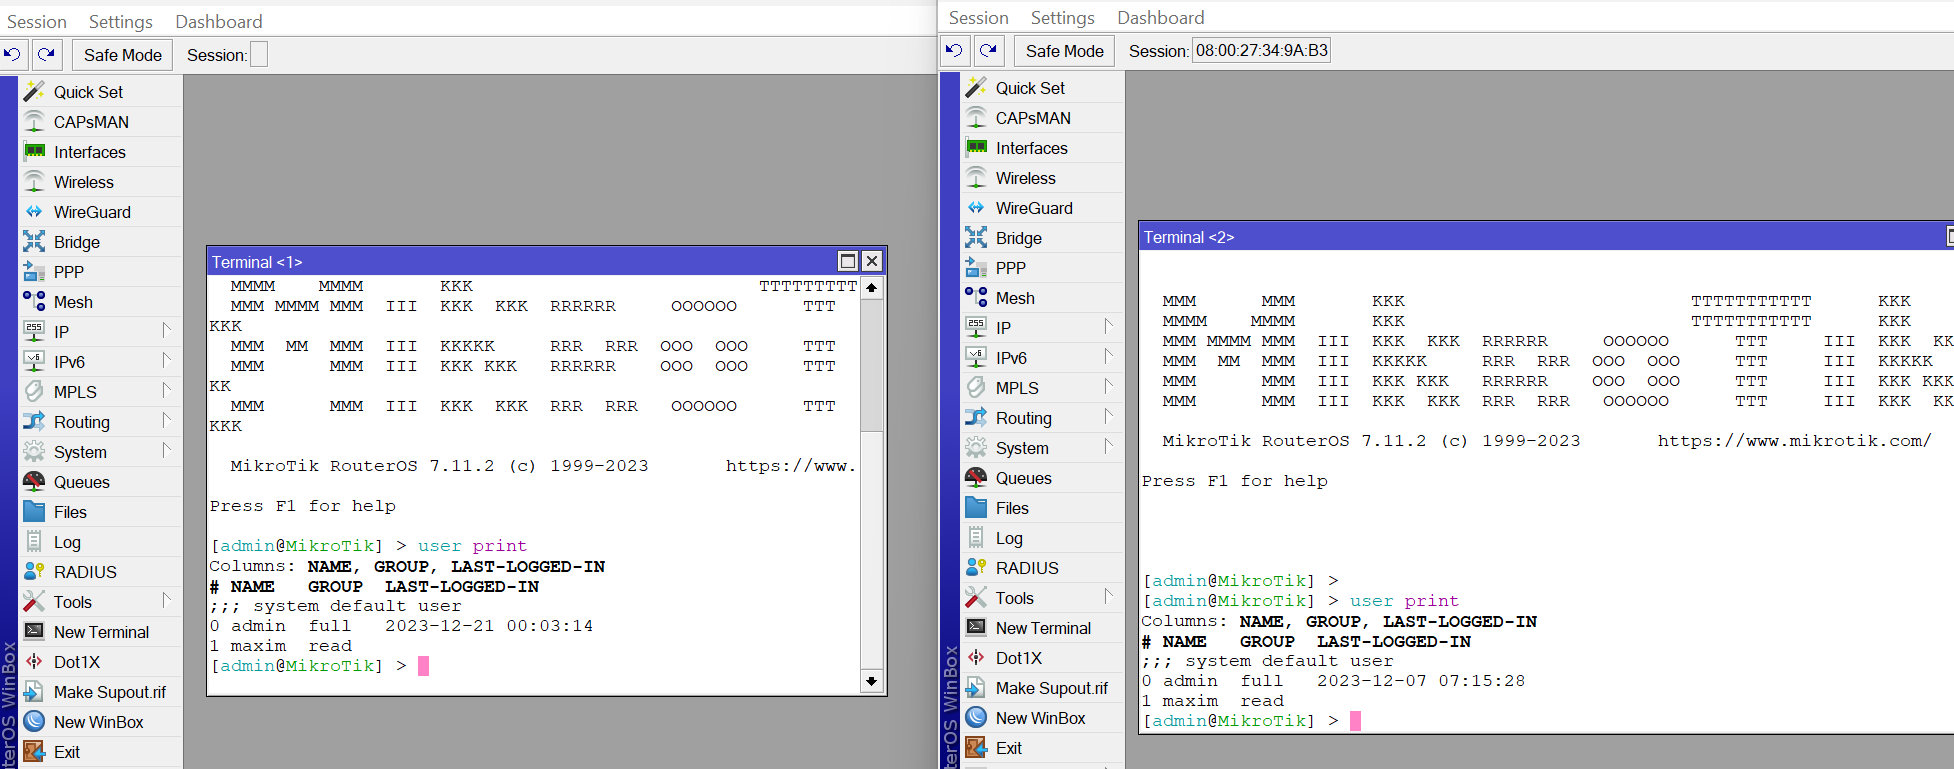 Session Settings Dashboard
Safe Mode Session:
Quick Set
CAPsMAN
Interfaces
Wireless
WireGuard
Bridge
PPP
Mesh
IP
IPv6
MPLS
Routing
System
Queues
Files
Log
RADIUS
Tools
New Terminal
Dot1X
Make Supout.rif
New WinBox
Exit
terOS WinBox
Terminal <1>
MMMM    MMMM       KKK                          TTTTTTTTT
MMM MMMM MMM  III  KKK  KKK  RRRRRR     OOOOOO      TTT
KKK
MMM  MM  MMM  III  KKKKK     RRR  RRR  OOO  OOO     TTT
MMM      MMM  III  KKK KKK   RRRRRR    OOO  OOO     TTT
KK
MMM      MMM  III  KKK  KKK  RRR  RRR   OOOOOO      TTT
KKK
MikroTik RouterOS 7.11.2 (c) 1999-2023       https://www.
Press F1 for help
[admin@MikroTik] > user print
Columns: NAME, GROUP, LAST-LOGGED-IN
# NAME   GROUP  LAST-LOGGED-IN
;;; system default user
0 admin  full   2023-12-21 00:03:14
1 maxim  read
[admin@MikroTik] >
Session Settings Dashboard
Safe Mode Session: 08:00:27:34:9A:B3
Quick Set
CAPsMAN
Interfaces
Wireless
WireGuard
Bridge
PPP
Mesh
IP
IPv6
MPLS
Routing
System
Queues
Files
Log
RADIUS
Tools
New Terminal
Dot1X
Make Supout.rif
New WinBox
Exit
terOS WinBox
Terminal <2>
MMM      MMM       KKK                          TTTTTTTTTTT      KKK
MMMM    MMMM       KKK                          TTTTTTTTTTT      KKK
MMM MMMM MMM  III  KKK  KKK  RRRRRR     OOOOOO      TTT     III  KKK  KK
MMM  MM  MMM  III  KKKKK     RRR  RRR  OOO  OOO     TTT     III  KKKKK
MMM      MMM  III  KKK KKK   RRRRRR    OOO  OOO     TTT     III  KKK KKK
MMM      MMM  III  KKK  KKK  RRR  RRR   OOOOOO      TTT     III  KKK  KK
MikroTik RouterOS 7.11.2 (c) 1999-2023       https://www.mikrotik.com/
Press F1 for help
[admin@MikroTik] >
[admin@MikroTik] > user print
Columns: NAME, GROUP, LAST-LOGGED-IN
# NAME   GROUP  LAST-LOGGED-IN
;;; system default user
0 admin  full   2023-12-07 07:15:28
1 maxim  read
[admin@MikroTik] >